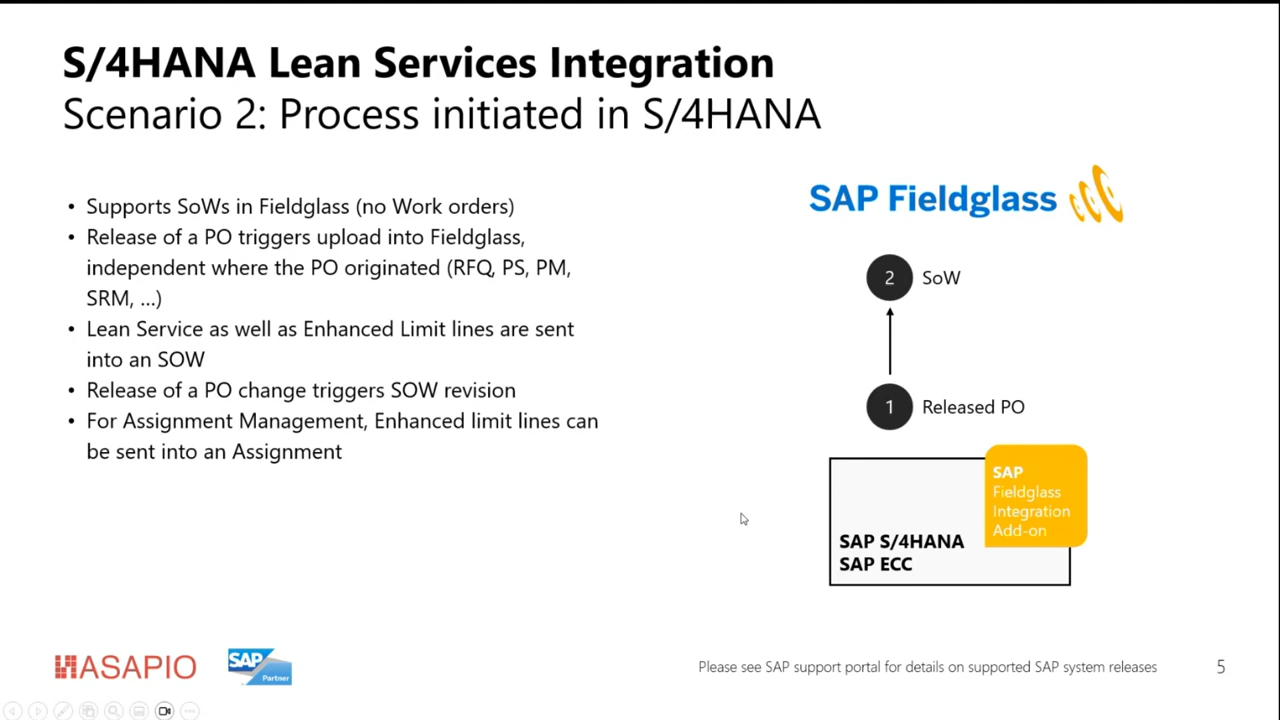 S/4HANA Lean Services Integration
Scenario 2: Process initiated in S/4HANA
• Supports SoWs in Fieldglass (no Work orders)
• Release of a PO triggers upload into Fieldglass,
independent where the PO originated (RFQ, PS, PM,
SRM, ...)
• Lean Service as well as Enhanced Limit lines are sent
into an SOW
• Release of a PO change triggers SOW revision
• For Assignment Management, Enhanced limit lines can
be sent into an Assignment
SAP Fieldglass
2 SoW
1 Released PO
SAP
Fieldglass
Integration
Add-on
SAP S/4HANA
SAP ECC
ASAPIO
SAP Partner
Please see SAP support portal for details on supported SAP system releases
5